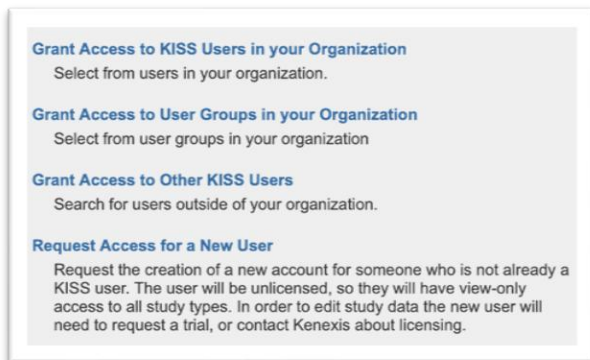 Grant Access to KISS Users in your Organization
Select from users in your organization.
Grant Access to User Groups in your Organization
Select from user groups in your organization
Grant Access to Other KISS Users
Search for users outside of your organization.
Request Access for a New User
Request the creation of a new account for someone who is not already a
KISS user. The user will be unlicensed, so they will have view-only
access to all study types. In order to edit study data the new user will
need to request a trial, or contact Kenexis about licensing.